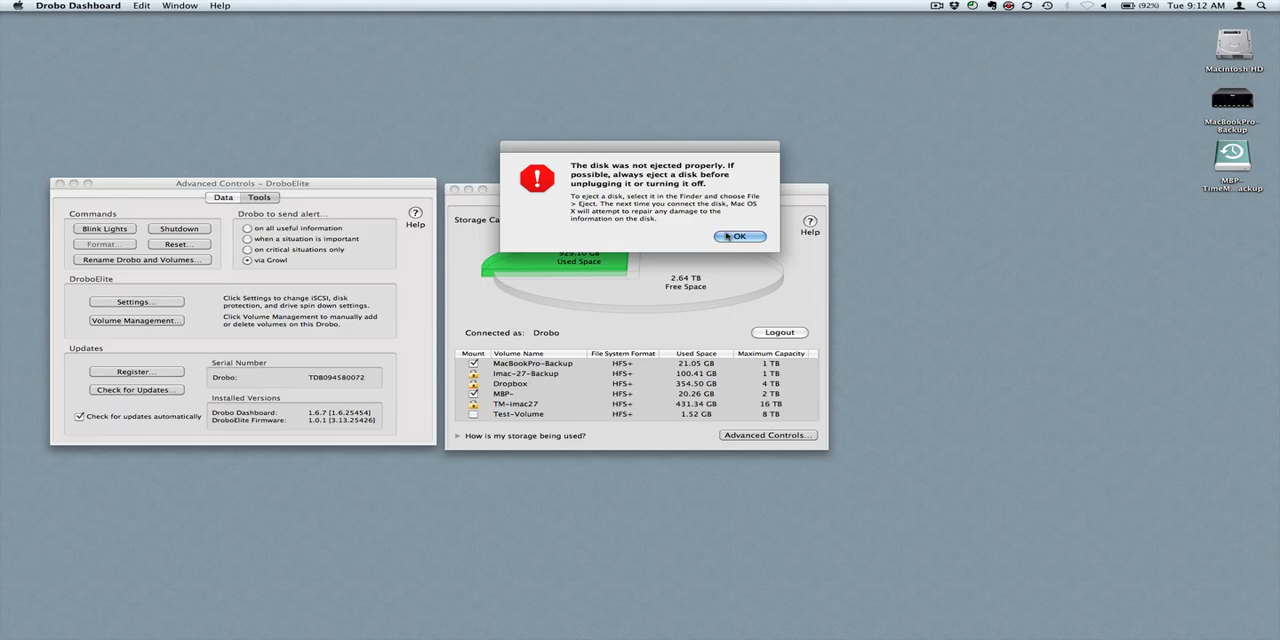 Drobo Dashboard Edit Window Help
(92%) Tue 9:12 AM
Macintosh-HD
MacBookPro-
Backup
MBP-
TimeM...ackup
The disk was not ejected properly. If
possible, always eject a disk before
unplugging it or turning it off.
To eject a disk, select it in the Finder and choose File
> Eject. The next time you connect the disk, Mac OS
X will attempt to repair any damage to the
information on the disk.
OK
Advanced Controls – DroboElite
Data Tools
Commands
Blink Lights Shutdown
Format... Reset...
Rename Drobo and Volumes...
Drobo to send alert...
on all useful information
when a situation is important
on critical situations only
via Growl
Help
DroboElite
Settings...
Click Settings to change iSCSI, disk
protection, and drive spin down settings.
Volume Management...
Click Volume Management to manually add
or delete volumes on this Drobo.
Updates
Register...
Check for Updates...
Check for updates automatically
Serial Number
Drobo: TDB094580072
Installed Versions
Drobo Dashboard: 1.6.7 [1.6.25454]
DroboElite Firmware: 1.0.1 [3.13.25426]
Storage Ca
Help
929.10 GB
Used Space
2.64 TB
Free Space
Connected as: Drobo
Logout
Mount Volume Name File System Format Used Space Maximum Capacity
MacBookPro-Backup HFS+ 21.05 GB 1 TB
Imac-27-Backup HFS+ 100.41 GB 1 TB
Dropbox HFS+ 354.50 GB 4 TB
MBP- HFS+ 20.26 GB 2 TB
TM-imac27 HFS+ 431.34 GB 16 TB
Test-Volume HFS+ 1.52 GB 8 TB
How is my storage being used?
Advanced Controls...